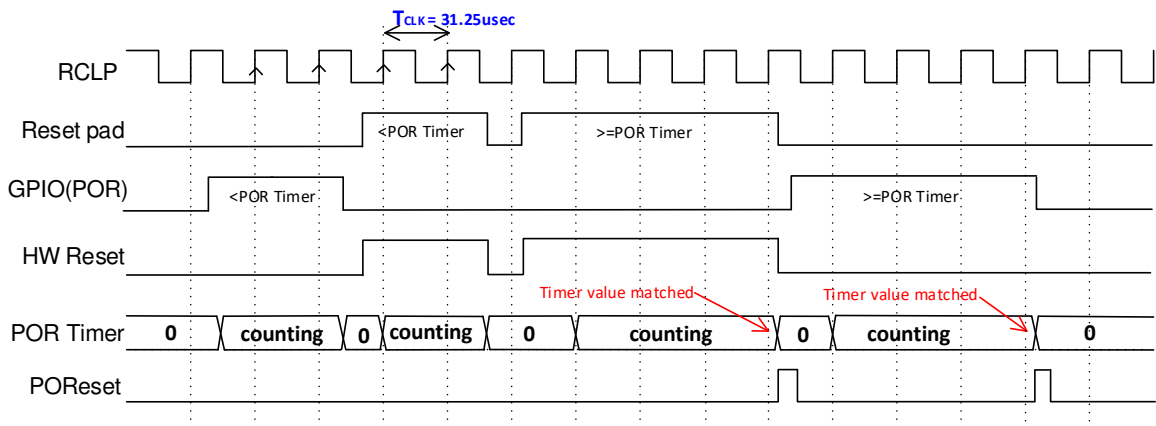 TCLK = 31.25usec
RCLP
Reset pad
<POR Timer
>=POR Timer
GPIO(POR)
<POR Timer
>=POR Timer
HW Reset
Timer value matched
Timer value matched
POR Timer
0
counting
0
counting
0
counting
0
counting
0
POReset